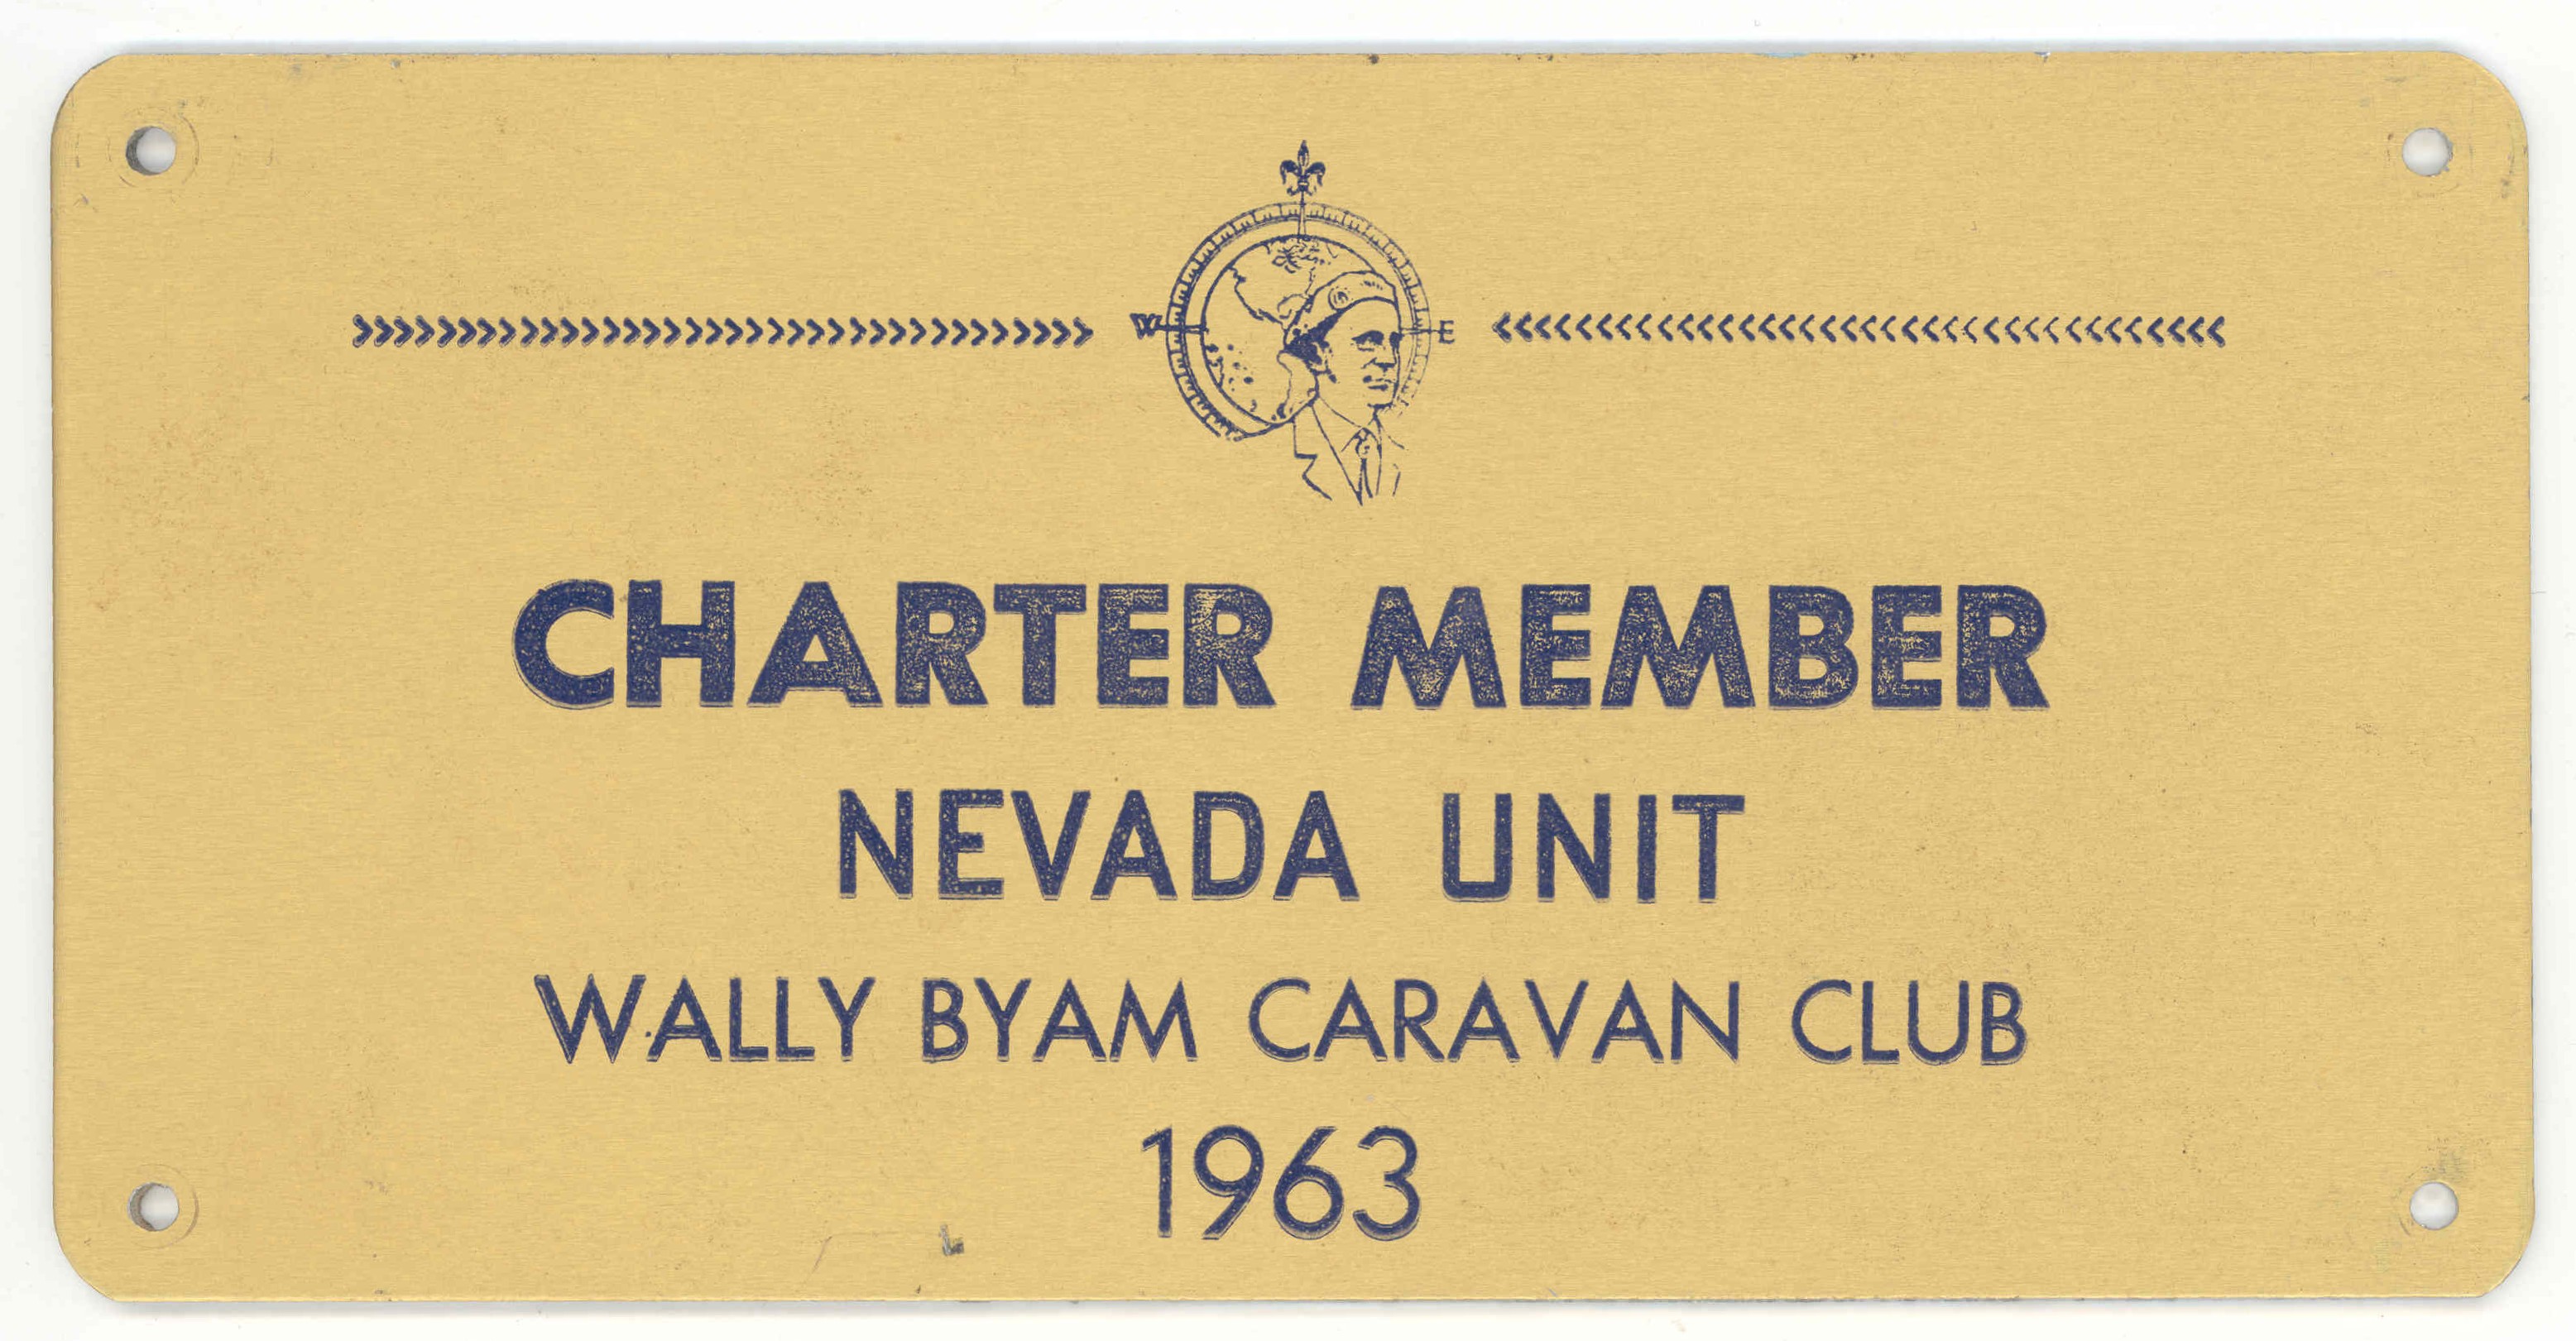 W E
CHARTER MEMBER
NEVADA UNIT
WALLY BYAM CARAVAN CLUB
1963